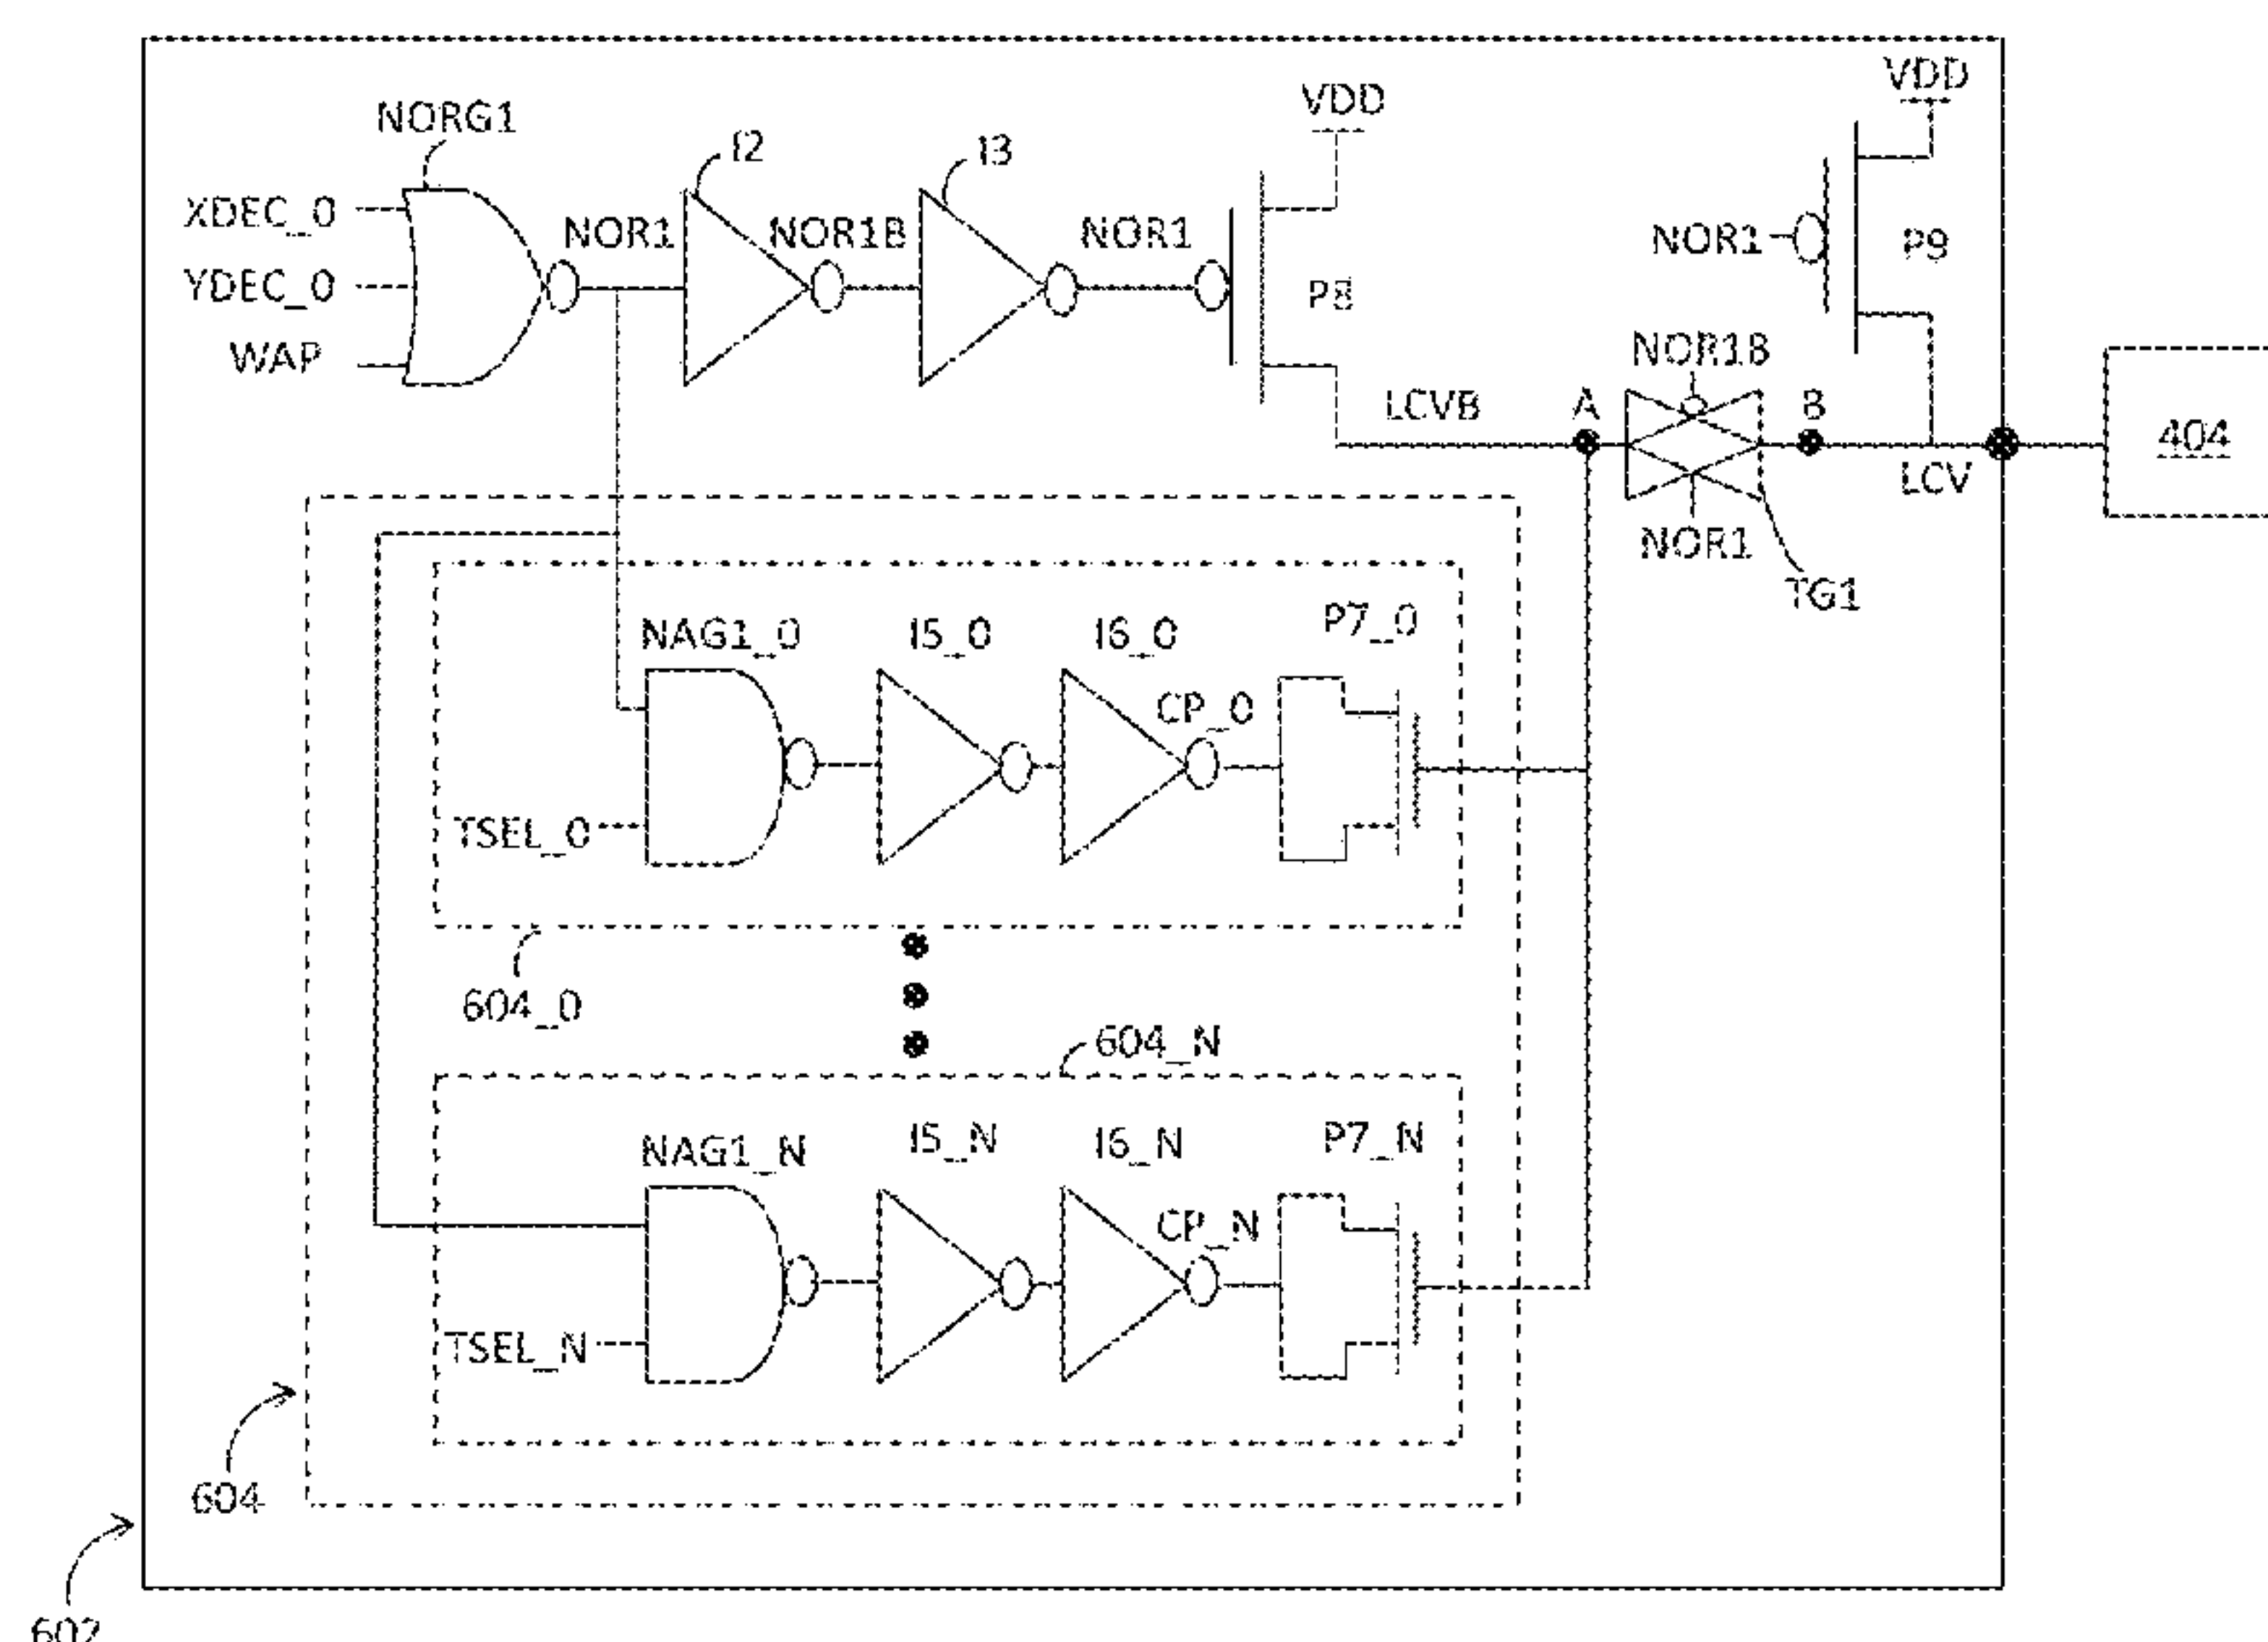 VDD
VDD
NORG1
I2
I3
XDEC_0
NOR1
NOR1B
NOR1
NOR1
P9
YDEC_0
P8
WAP
NOR1B
LCVB
A
B
404
LCV
NOR1
TG1
NAG1_0
I5_0
I6_0
P7_0
CP_0
TSEL_0
604_0
604_N
NAG1_N
I5_N
I6_N
P7_N
CP_N
TSEL_N
604
602